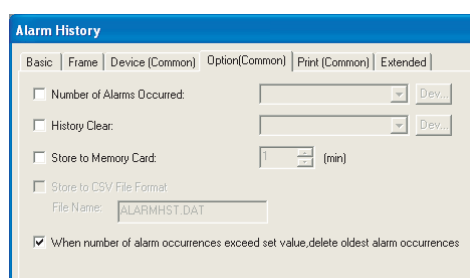 Alarm History
Basic Frame Device (Common) Option(Common) Print (Common) Extended
Number of Alarms Occurred: Dev...
History Clear: Dev...
Store to Memory Card: 1 (min)
Store to CSV File Format
File Name: ALARMHST.DAT
When number of alarm occurrences exceed set value,delete oldest alarm occurrences